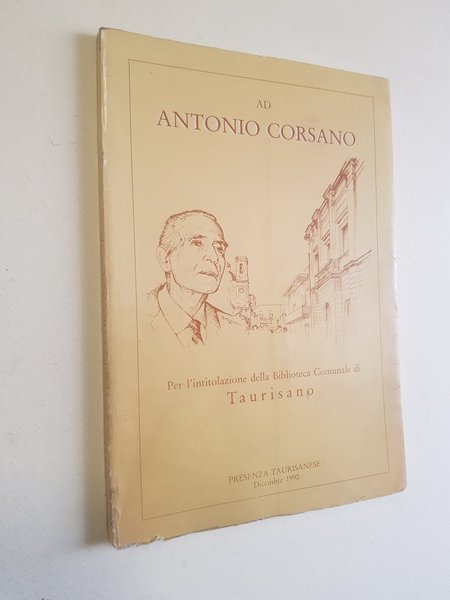 AD
ANTONIO CORSANO
Per l'intitolazione della Biblioteca Comunale di
Taurisano
PRESENZA TAURISANESE
Dicembre 1990